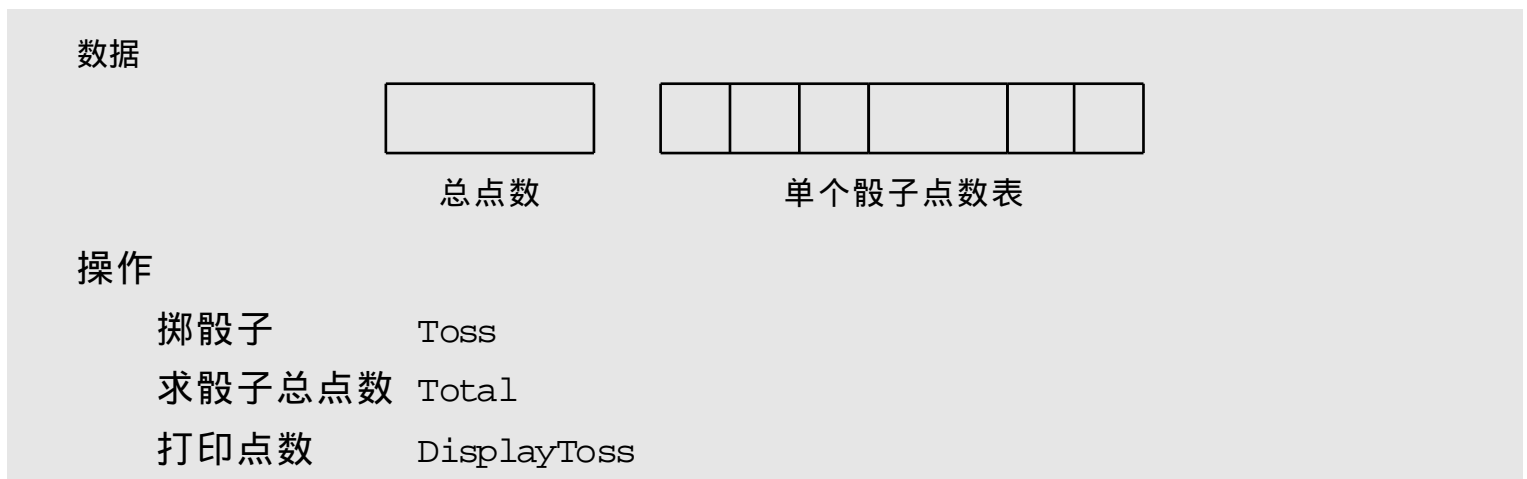 数据
总点数 单个骰子点数表
操作
掷骰子 Toss
求骰子总点数 Total
打印点数 DisplayToss